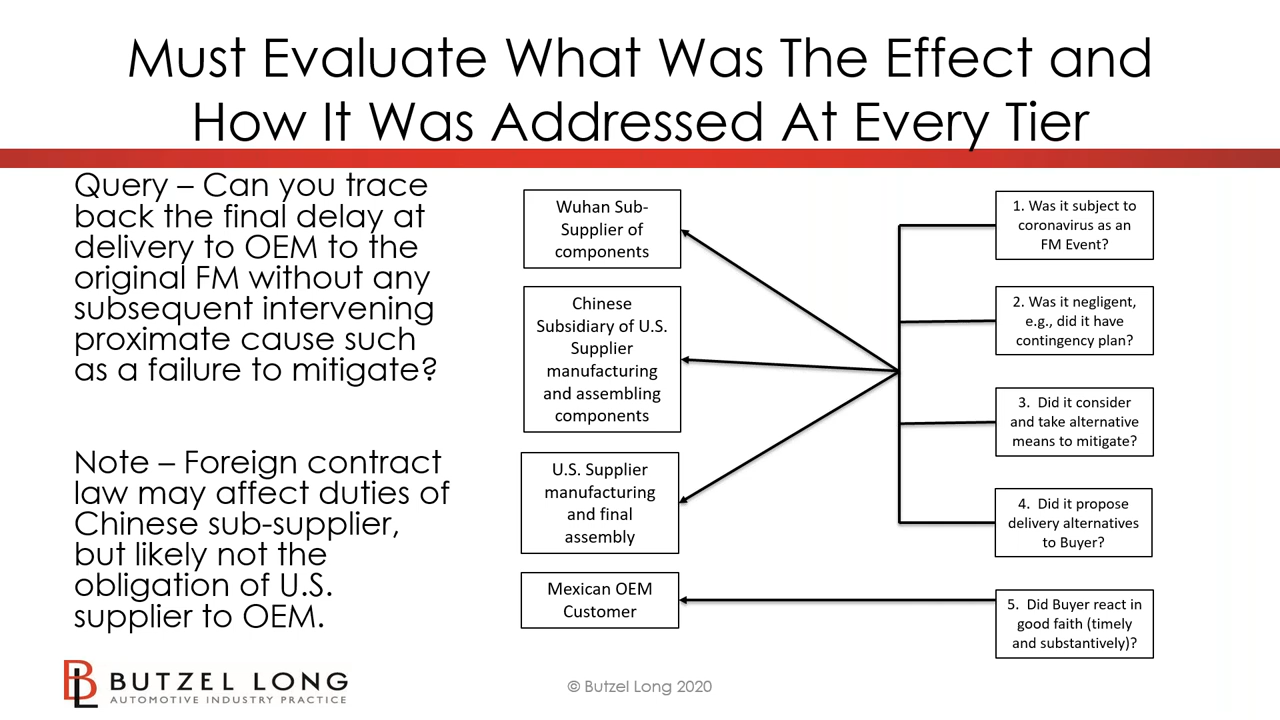 Must Evaluate What Was The Effect and
How It Was Addressed At Every Tier
Query – Can you trace
back the final delay at
delivery to OEM to the
original FM without any
subsequent intervening
proximate cause such
as a failure to mitigate?
Note – Foreign contract
law may affect duties of
Chinese sub-supplier,
but likely not the
obligation of U.S.
supplier to OEM.
Wuhan Sub-
Supplier of
components
Chinese
Subsidiary of U.S.
Supplier
manufacturing
and assembling
components
U.S. Supplier
manufacturing
and final
assembly
Mexican OEM
Customer
1. Was it subject to
coronavirus as an
FM Event?
2. Was it negligent,
e.g., did it have
contingency plan?
3. Did it consider
and take alternative
means to mitigate?
4. Did it propose
delivery alternatives
to Buyer?
5. Did Buyer react in
good faith (timely
and substantively)?
BL
BUTZEL LONG
AUTOMOTIVE INDUSTRY PRACTICE
© Butzel Long 2020